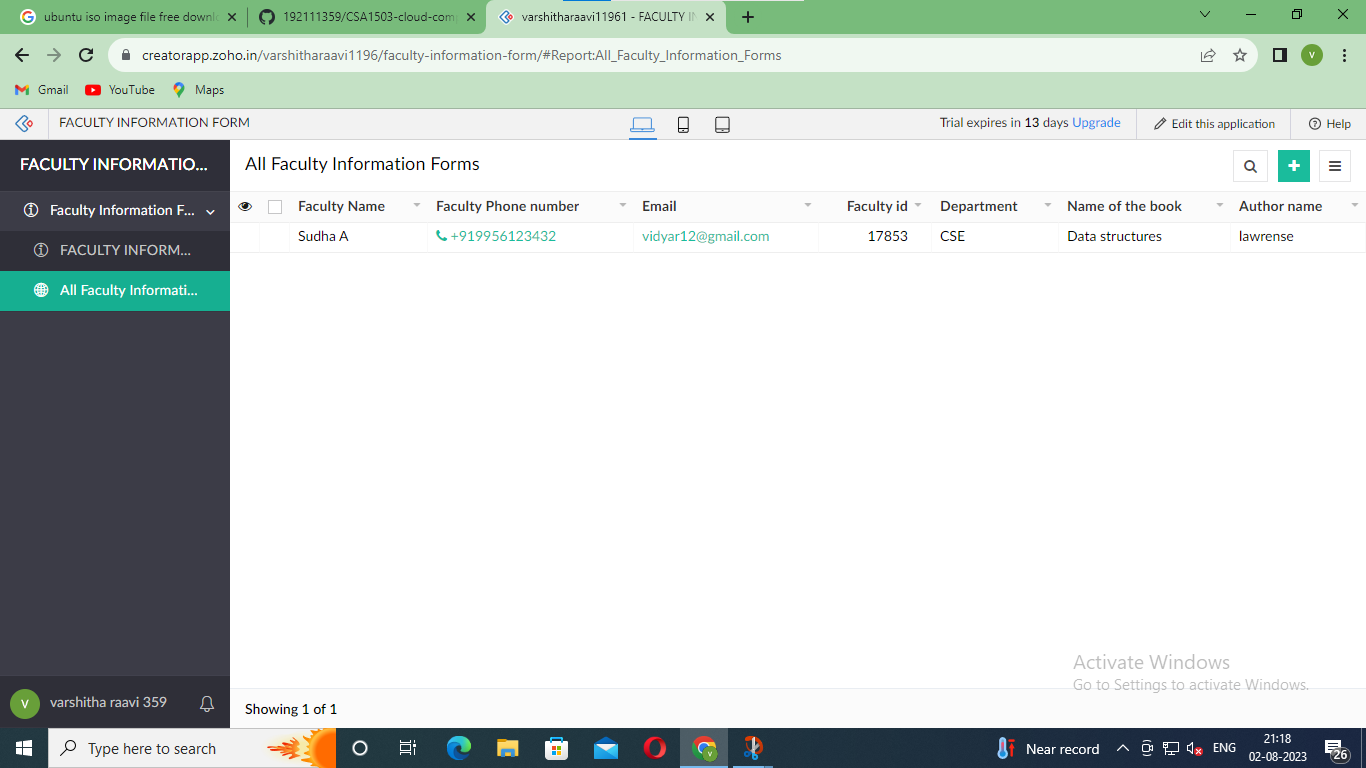 ubuntu iso image file free downl
192111359/CSA1503-cloud-comp
varshitharaavi11961 - FACULTY IN
creatorapp.zoho.in/varshitharaavi1196/faculty-information-form/#Report:All_Faculty_Information_Forms
V
Gmail
YouTube
Maps
FACULTY INFORMATION FORM
Trial expires in 13 days Upgrade
Edit this application
Help
FACULTY INFORMATIO...
All Faculty Information Forms
Faculty Information F...
Faculty Name Faculty Phone number Email Faculty id Department Name of the book Author name
Sudha A +919956123432 vidyar12@gmail.com 17853 CSE Data structures lawrense
FACULTY INFORM...
All Faculty Informati...
Activate Windows
Go to Settings to activate Windows.
V
varshitha raavi 359
Showing 1 of 1
Type here to search
Near record
ENG
21:18
02-08-2023
26